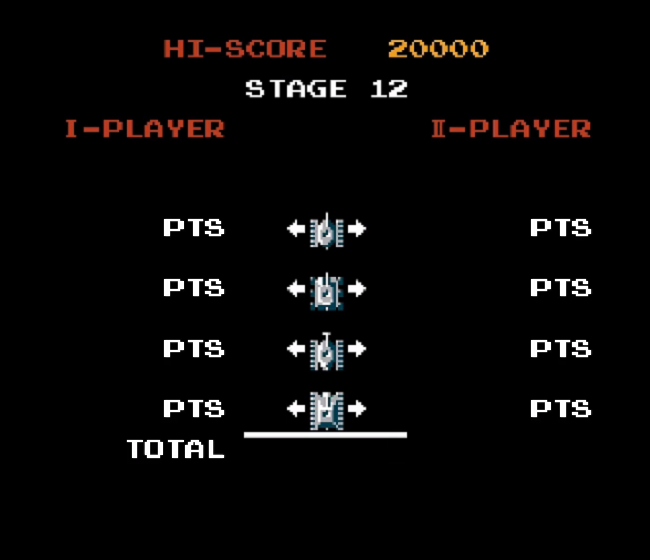 HI-SCORE 20000
STAGE 12
I-PLAYER II-PLAYER
PTS PTS
PTS PTS
PTS PTS
PTS PTS
TOTAL